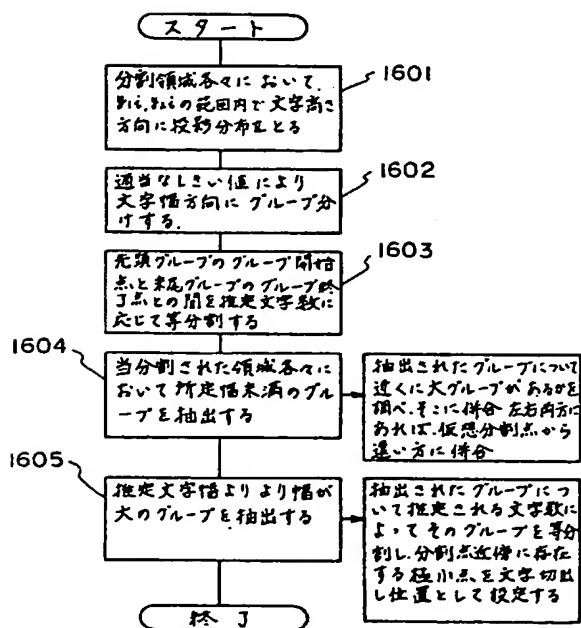 スタート
分割領域各々において、
の範囲内で文字高さ
方向に投影分布をとる
1601
適当なしきい値により
文字幅方向にグループ分
けする.
1602
先頭グループのグループ開始
点と末尾グループのグループ終
了点との間を推定文字数に
応じて等分割する
1603
1604
当分割された領域各々に
おいて所定値未満のグル
ープを抽出する
抽出されたグループについて
近くに大グループがあるかを
調べ、そこに併合 左右両方に
あれば、仮想分割点から
遠い方に併合
1605
推定文字幅よりより幅が
大のグループを抽出する
抽出されたグループにつ
いて推定される文字数に
よってそのグループを等分
割し、分割点近傍に存在
する極小点を文字切出
し位置として設定する
終了